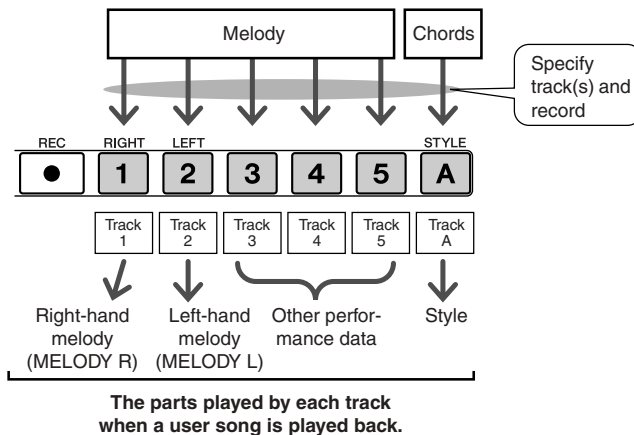 Melody
Chords
Specify
track(s) and
record
REC
RIGHT
LEFT
STYLE
1
2
3
4
5
A
Track
1
Track
2
Track
3
Track
4
Track
5
Track
A
Right-hand
melody
(MELODY R)
Left-hand
melody
(MELODY L)
Other perfor-
mance data
Style
The parts played by each track
when a user song is played back.